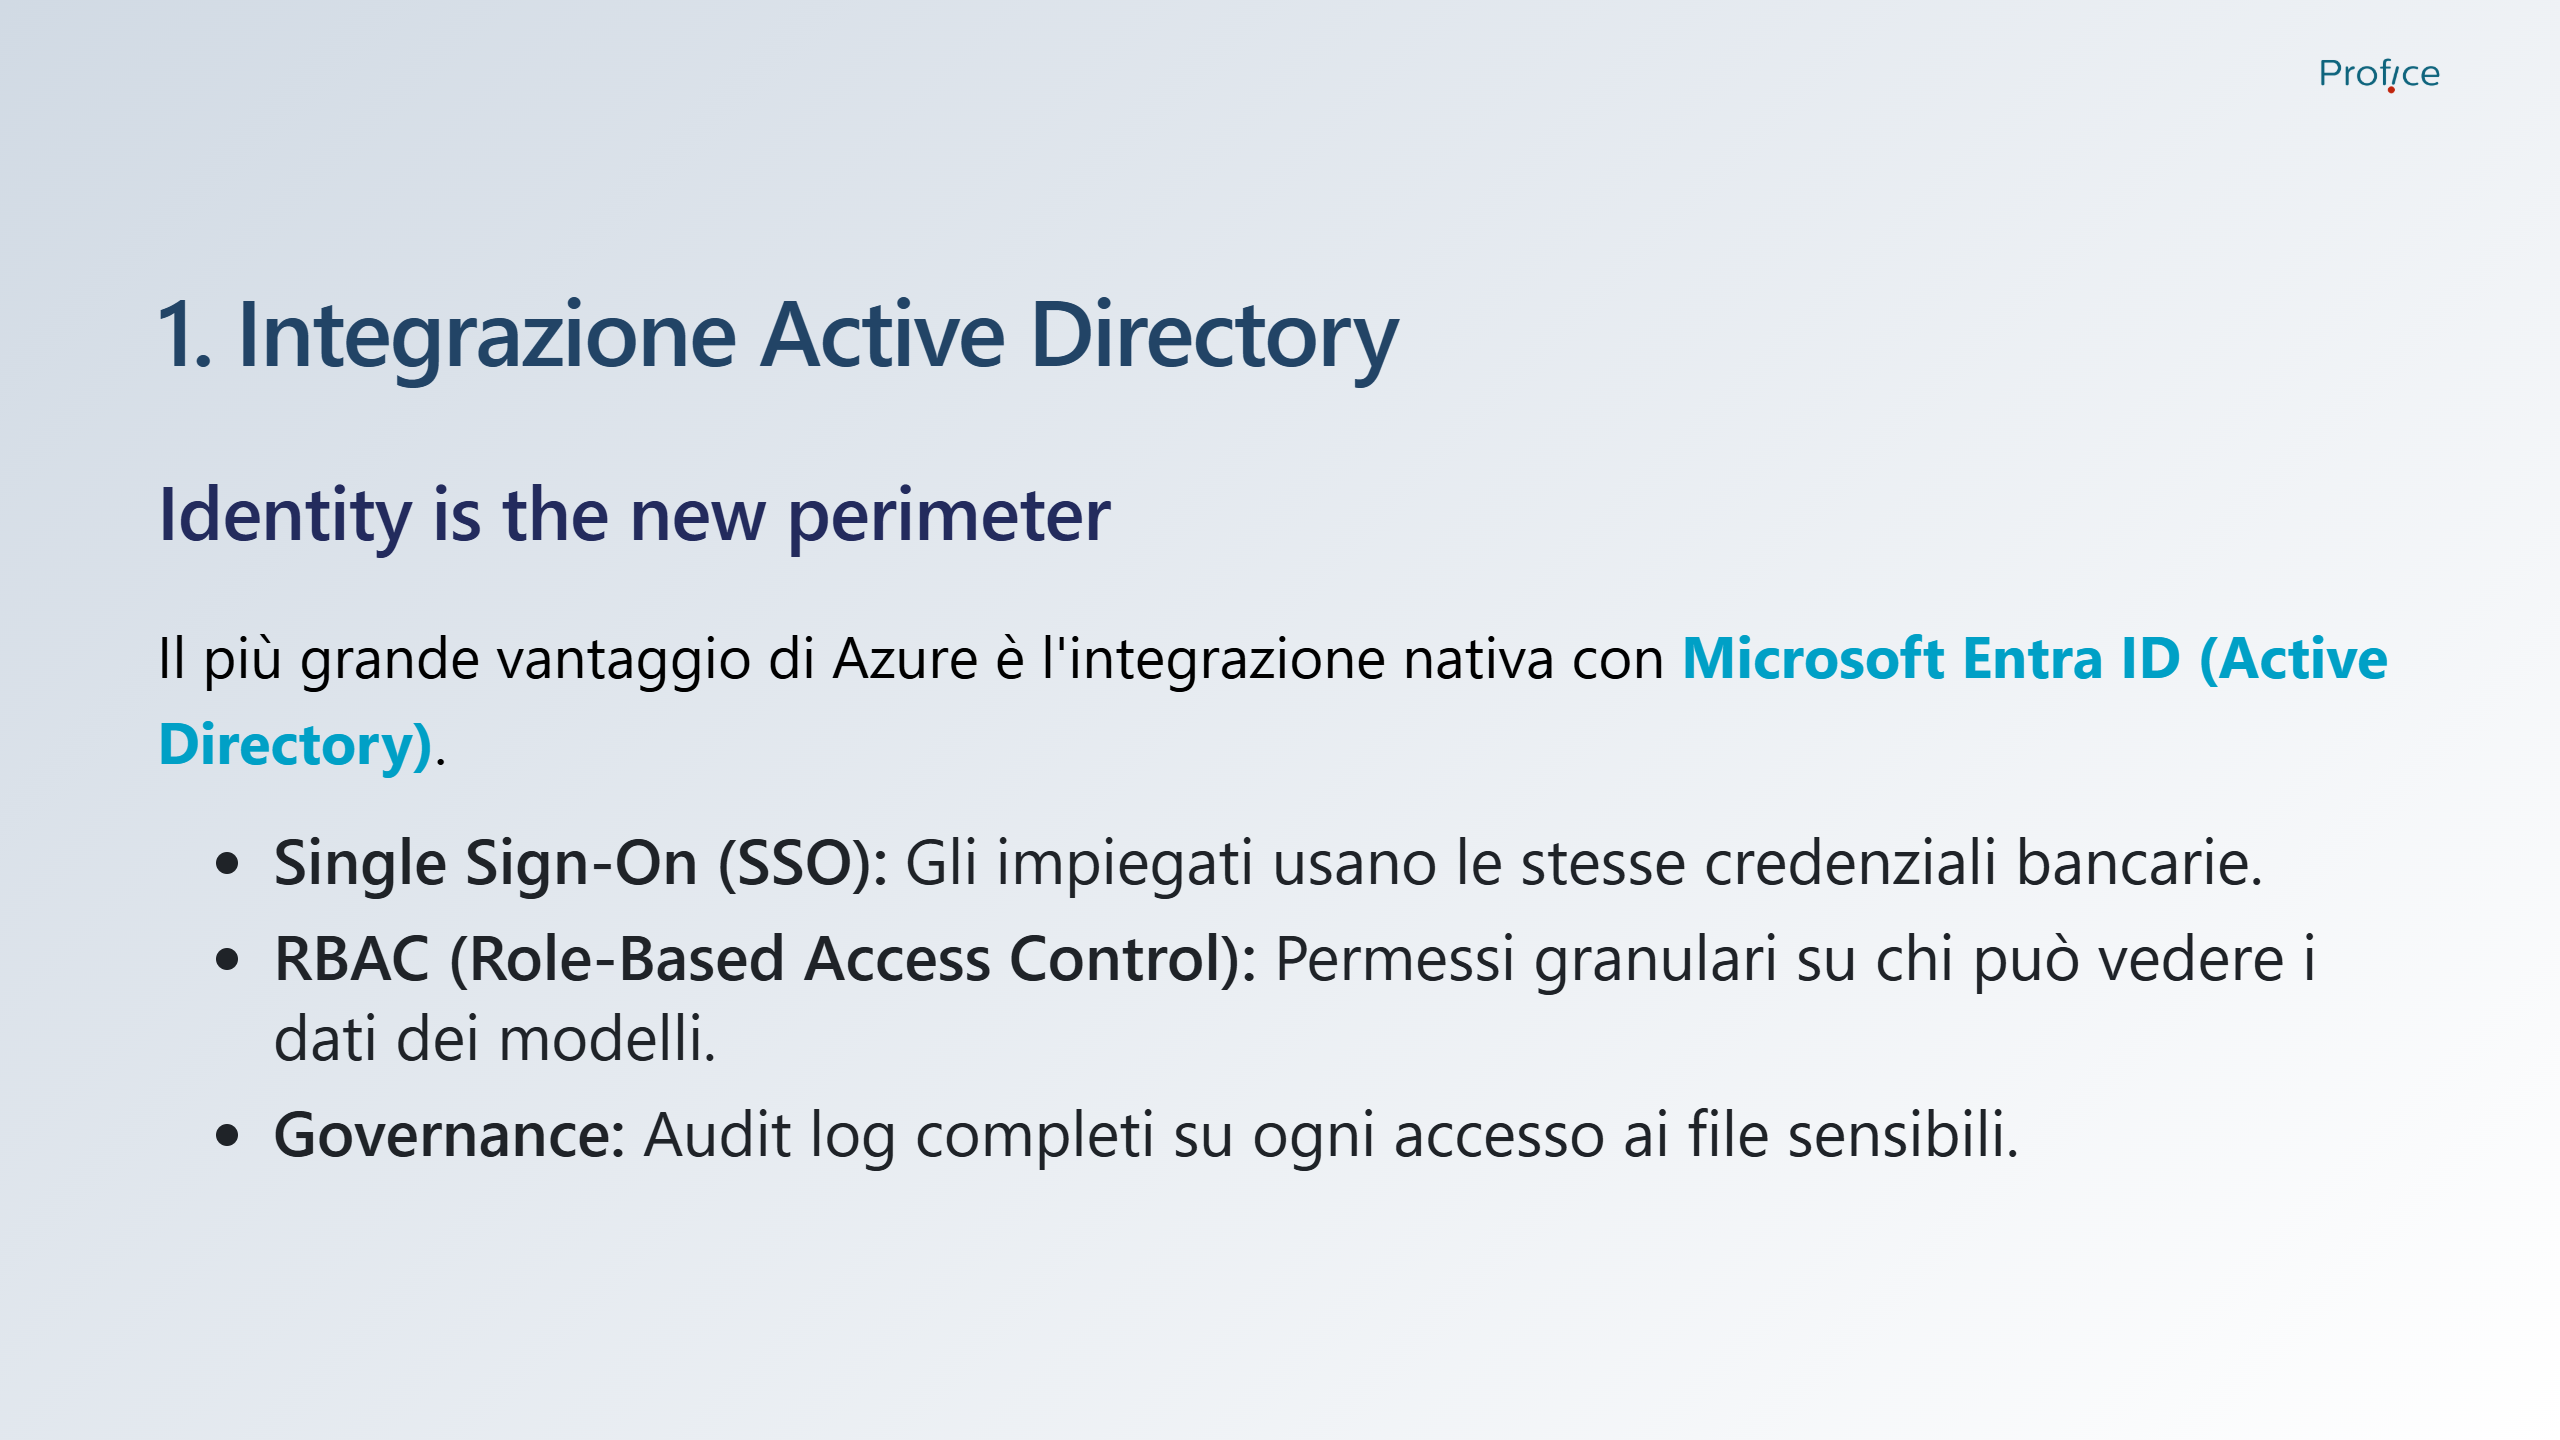 Profice
1. Integrazione Active Directory
Identity is the new perimeter
Il più grande vantaggio di Azure è l'integrazione nativa con Microsoft Entra ID (Active
Directory).
• Single Sign-On (SSO): Gli impiegati usano le stesse credenziali bancarie.
• RBAC (Role-Based Access Control): Permessi granulari su chi può vedere i
dati dei modelli.
• Governance: Audit log completi su ogni accesso ai file sensibili.